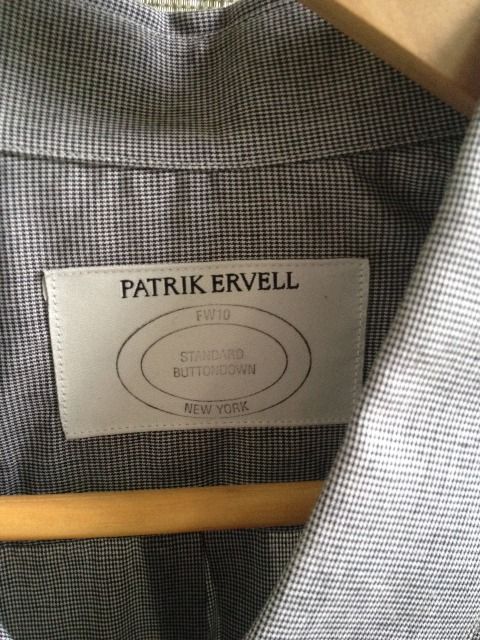 PATRIK ERVELL
FW10
STANDARD
BUTTONDOWN
NEW YORK